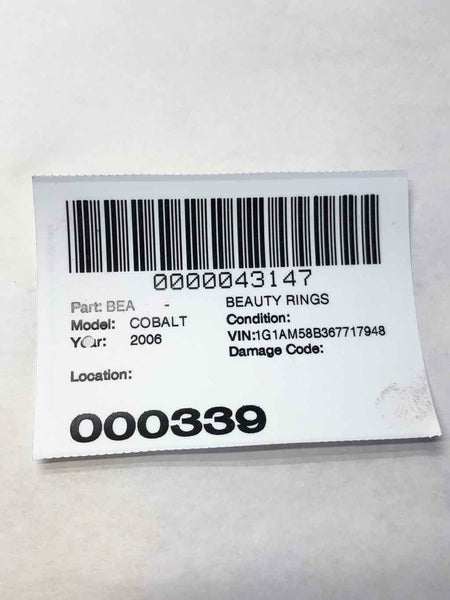 0000043147
Part: BEA - BEAUTY RINGS
Model: COBALT Condition:
Year: 2006 VIN:1G1AM58B367717948
Damage Code:
Location:
000339